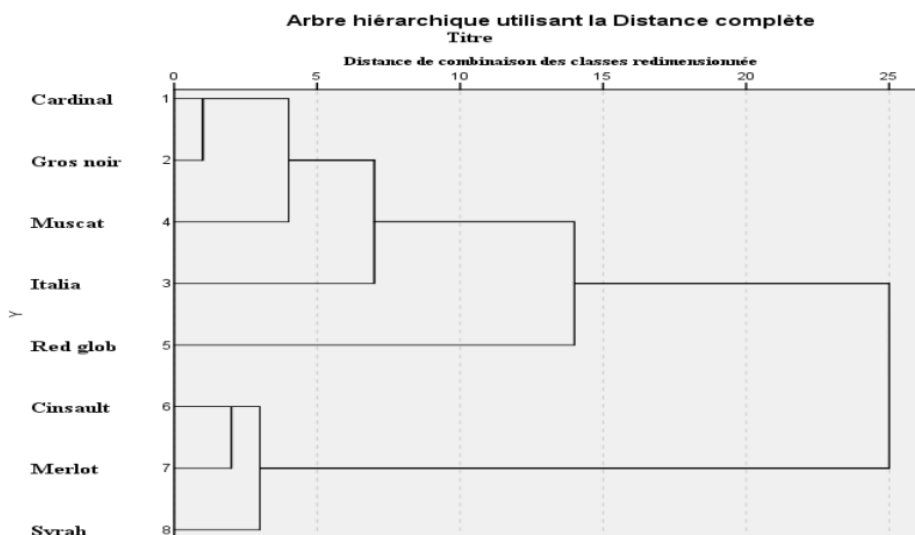 Arbre hiérarchique utilisant la Distance complète
Titre
Distance de combinaison des classes redimensionnée
0 5 10 15 20 25
Cardinal 1
Gros noir 2
Muscat 4
Italia 3
Y
Red glob 5
Cinsault 6
Merlot 7
Syrah 8